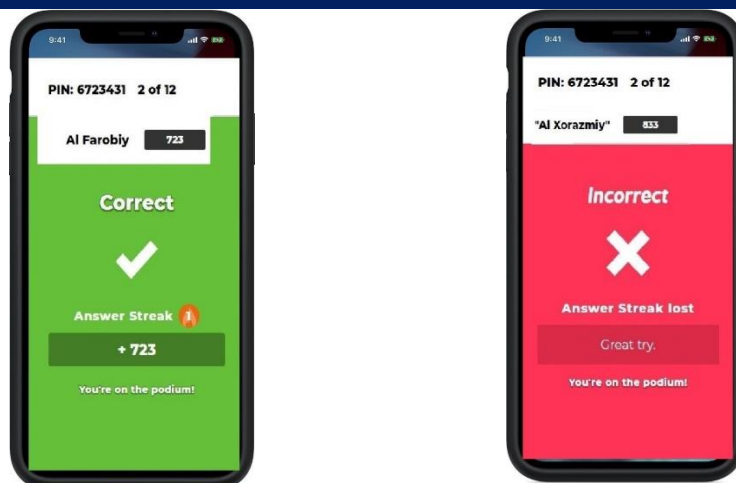 9:41
PIN: 6723431 2 of 12
Al Farobiy 723
Correct
Answer Streak 1
+ 723
You're on the podium!
9:41
PIN: 6723431 2 of 12
"Al Xorazmiy" 833
Incorrect
Answer Streak lost
Great try.
You're on the podium!